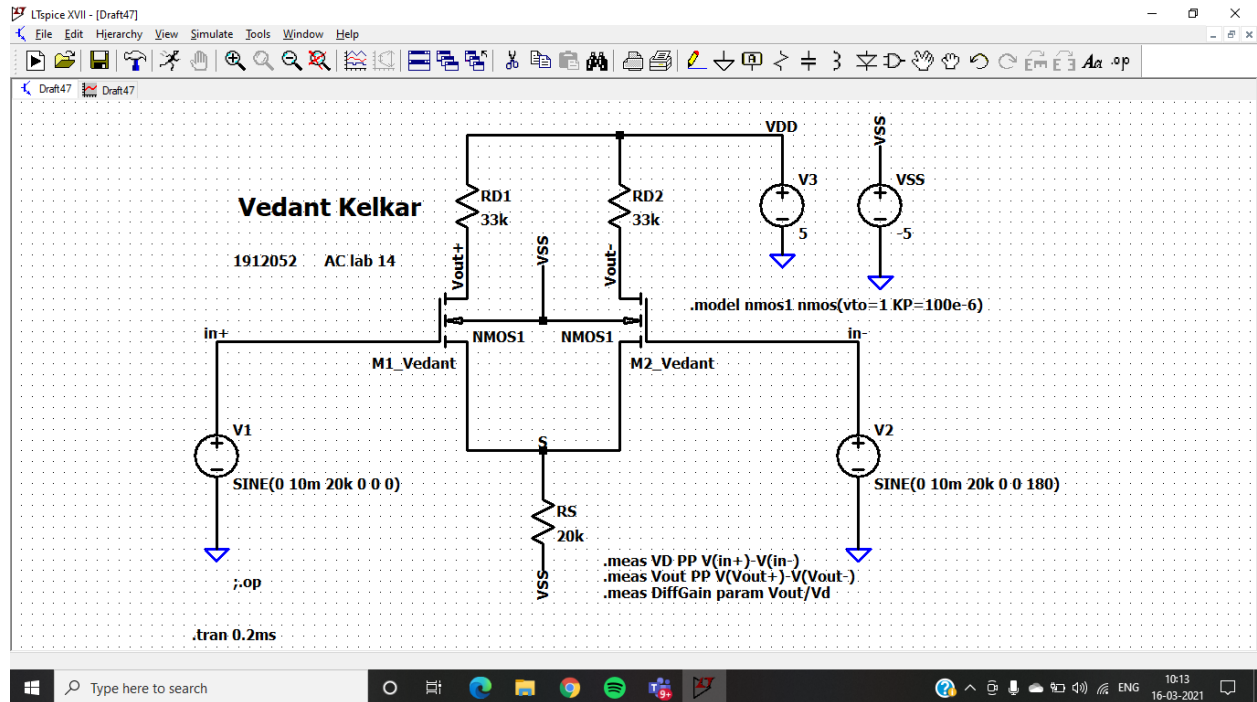 LTspice XVII - [Draft47]
File Edit Hierarchy View Simulate Tools Window Help
Aa .op
Draft47 Draft47
VDD
VSS
V3
VSS
5
-5
RD1
33k
RD2
33k
Vedant Kelkar
1912052 AC lab 14
Vout+
VSS
Vout-
.model nmos1 nmos(vto=1 KP=100e-6)
in+
NMOS1
NMOS1
in-
M1_Vedant
M2_Vedant
V1
SINE(0 10m 20k 0 0 0)
S
V2
SINE(0 10m 20k 0 0 180)
RS
20k
VSS
.meas VD PP V(in+)-V(in-)
.meas Vout PP V(Vout+)-V(Vout-)
.meas DiffGain param Vout/Vd
;.op
.tran 0.2ms
Type here to search
9+
ENG
10:13
16-03-2021